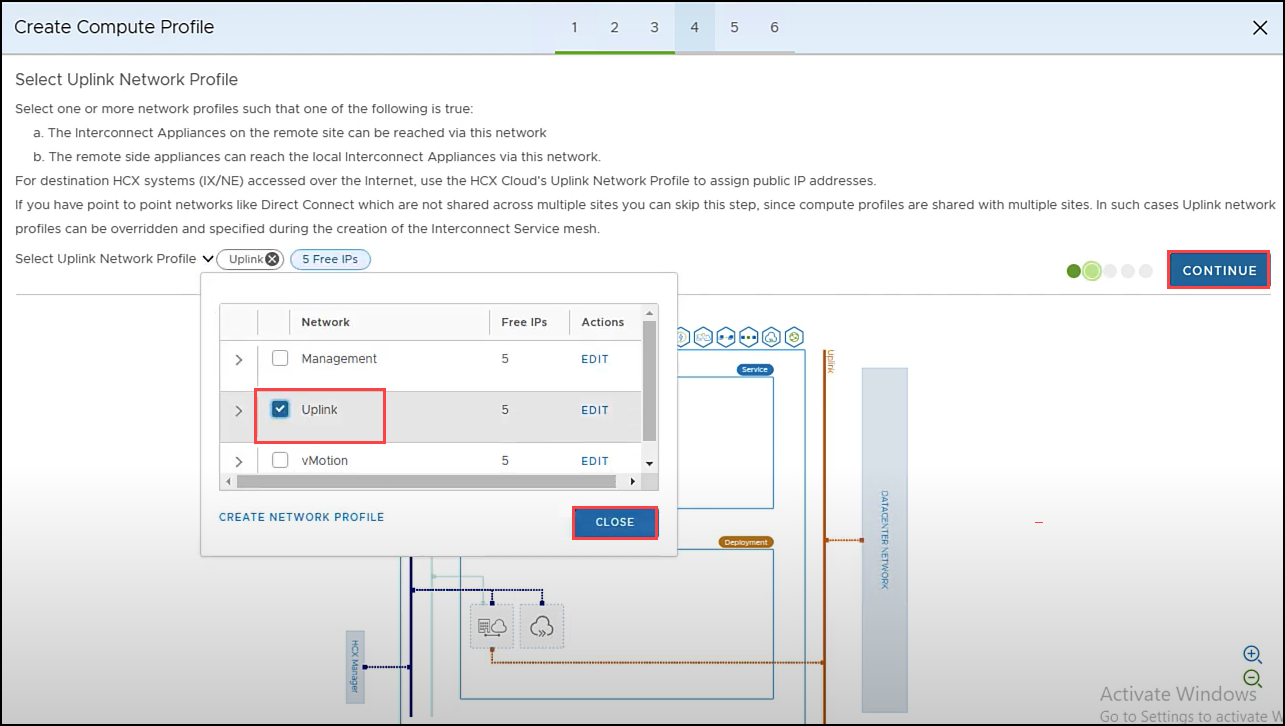 Create Compute Profile
1 2 3 4 5 6
Select Uplink Network Profile
Select one or more network profiles such that one of the following is true:
a. The Interconnect Appliances on the remote site can be reached via this network
b. The remote side appliances can reach the local Interconnect Appliances via this network.
For destination HCX systems (IX/NE) accessed over the Internet, use the HCX Cloud's Uplink Network Profile to assign public IP addresses.
If you have point to point networks like Direct Connect which are not shared across multiple sites you can skip this step, since compute profiles are shared with multiple sites. In such cases Uplink network
profiles can be overridden and specified during the creation of the Interconnect Service mesh.
Select Uplink Network Profile Uplink 5 Free IPs
CONTINUE
Network Free IPs Actions
Management 5 EDIT
Uplink 5 EDIT
vMotion 5 EDIT
CREATE NETWORK PROFILE
CLOSE
Uplink
Service
Deployment
DATACENTER NETWORK
HCX Manager
Activate Windows
Go to Settings to activate W